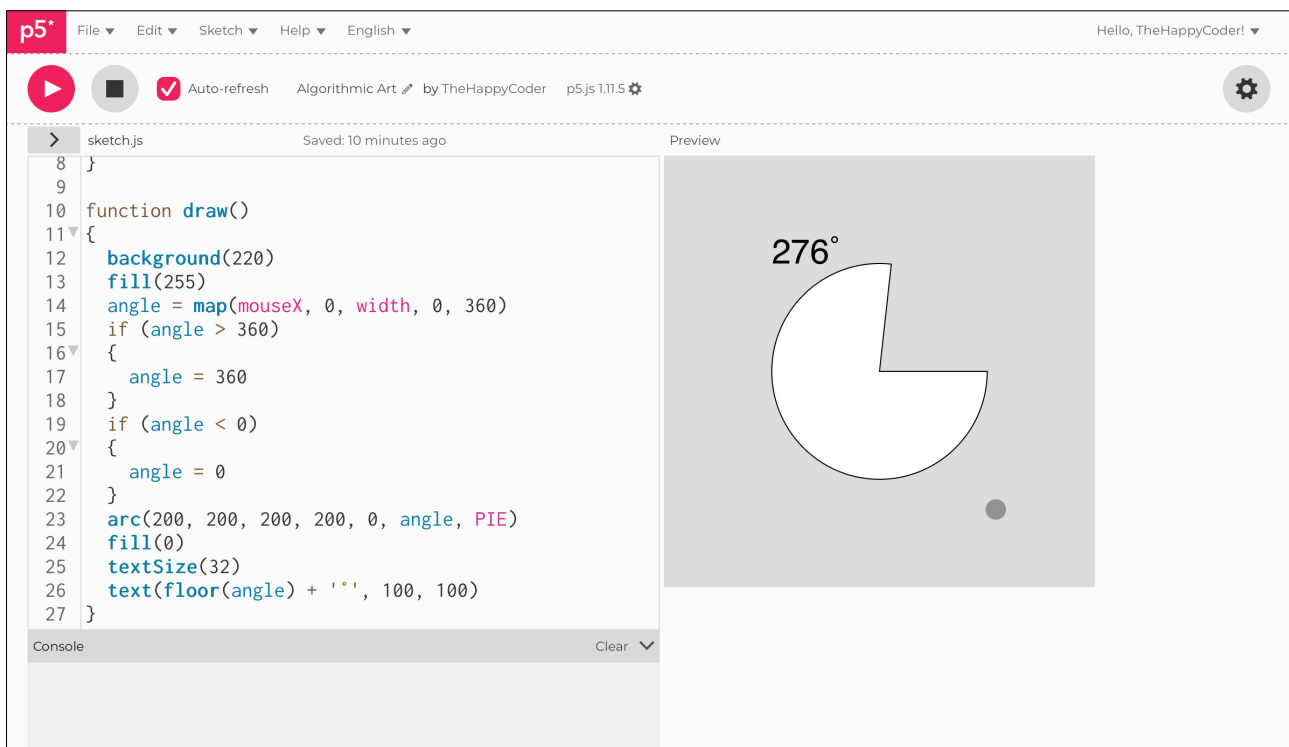 p5* File Edit Sketch Help English Hello, TheHappyCoder!
Auto-refresh Algorithmic Art by TheHappyCoder p5.js 1.11.5
sketch.js Saved: 10 minutes ago Preview
8 }
9
10 function draw()
11 {
12   background(220)
13   fill(255)
14   angle = map(mouseX, 0, width, 0, 360)
15   if (angle > 360)
16   {
17     angle = 360
18   }
19   if (angle < 0)
20   {
21     angle = 0
22   }
23   arc(200, 200, 200, 200, 0, angle, PIE)
24   fill(0)
25   textSize(32)
26   text(floor(angle) + '˚', 100, 100)
27 }
Console Clear
276˚